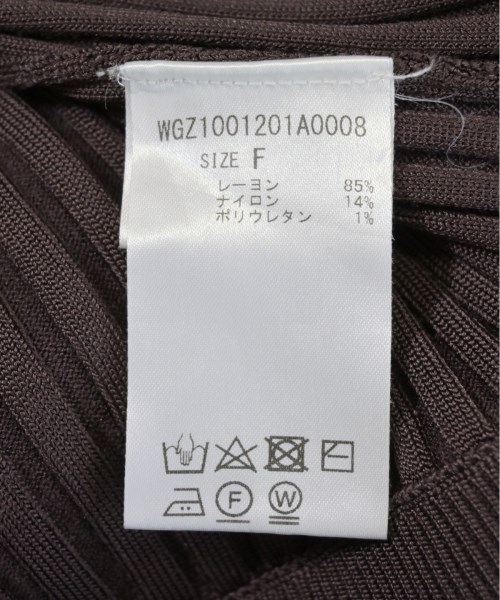 WGZ1001201A0008
SIZE F
レーヨン 85%
ナイロン 14%
ポリウレタン 1%
F W